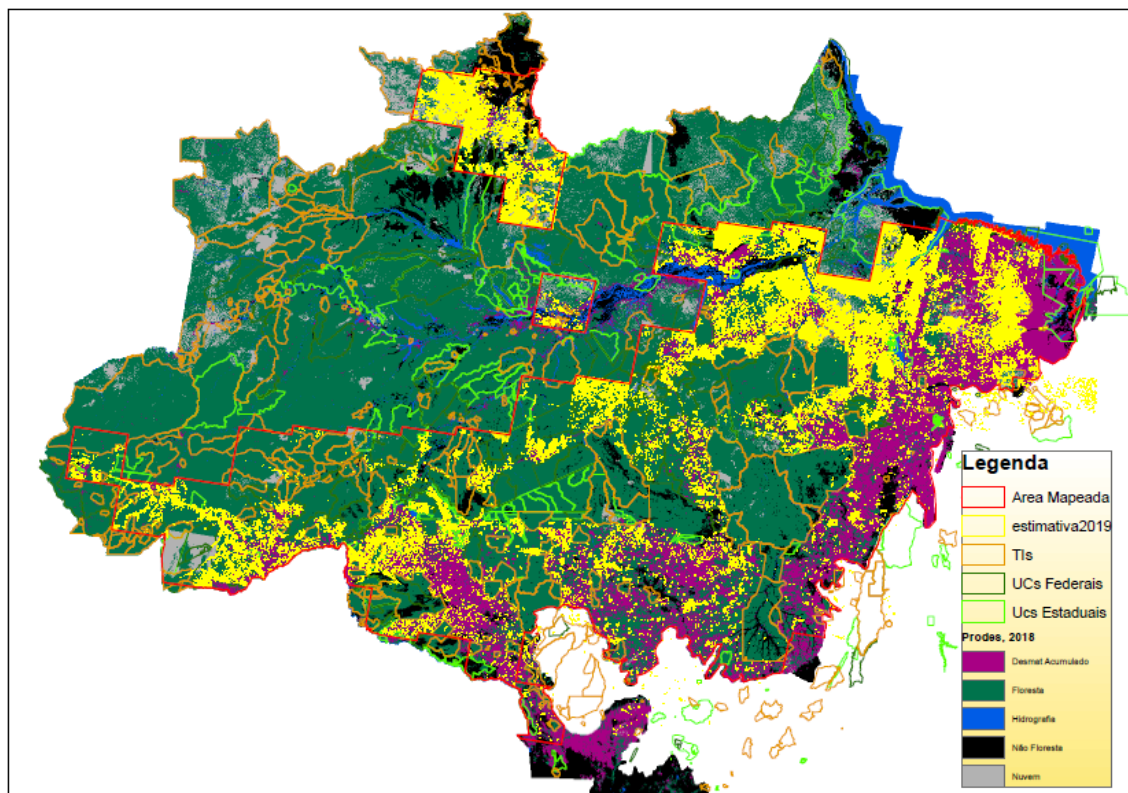 Legenda
Area Mapeada
estimativa2019
TIs
UCs Federais
Ucs Estaduais
Prodes, 2018
Desmat Acumulado
Floresta
Hidrografia
Não Floresta
Nuvem